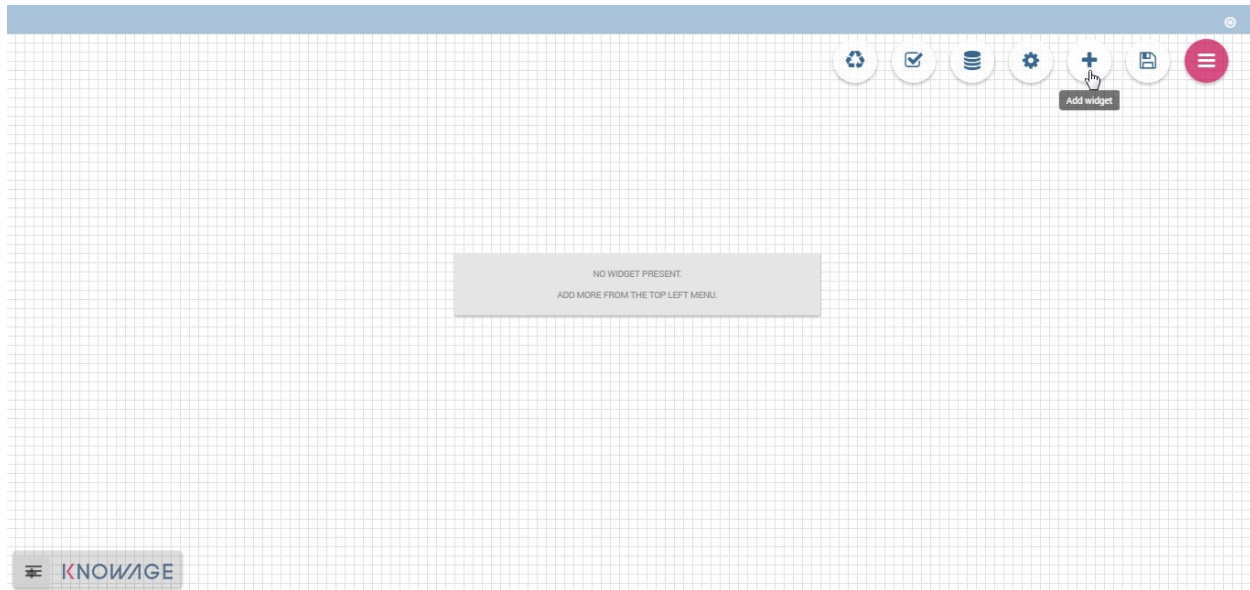 Add widget
NO WIDGET PRESENT.
ADD MORE FROM THE TOP LEFT MENU.
KNOWAGE